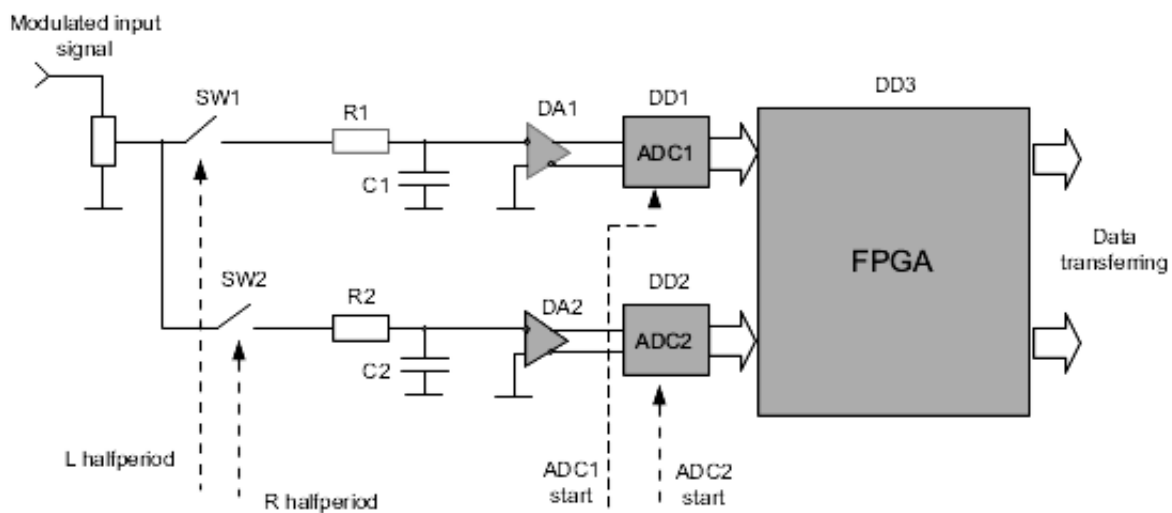 Modulated input
signal
SW1
R1
C1
DA1
DD1
ADC1
DD3
FPGA
SW2
R2
C2
DA2
DD2
ADC2
Data
transferring
L halfperiod
R halfperiod
ADC1
start
ADC2
start